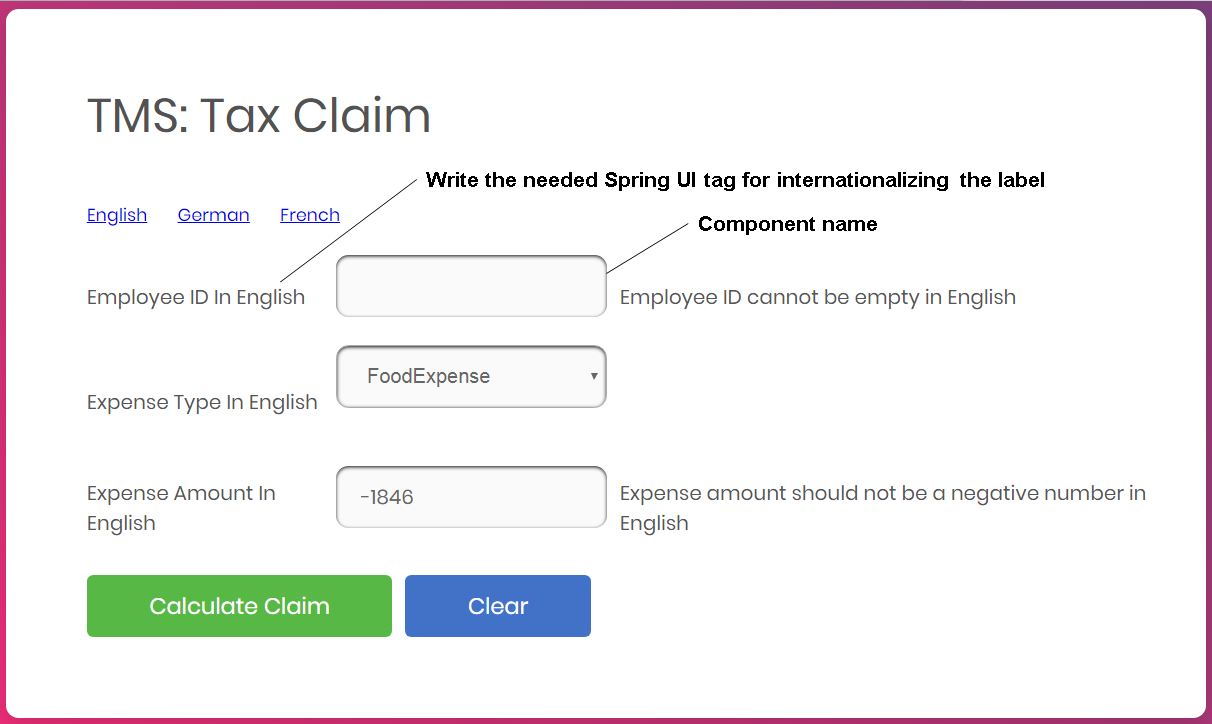 TMS: Tax Claim
Write the needed Spring UI tag for internationalizing the label
English German French
Component name
Employee ID In English
Employee ID cannot be empty in English
FoodExpense
Expense Type In English
Expense Amount In
English
-1846
Expense amount should not be a negative number in
English
Calculate Claim
Clear